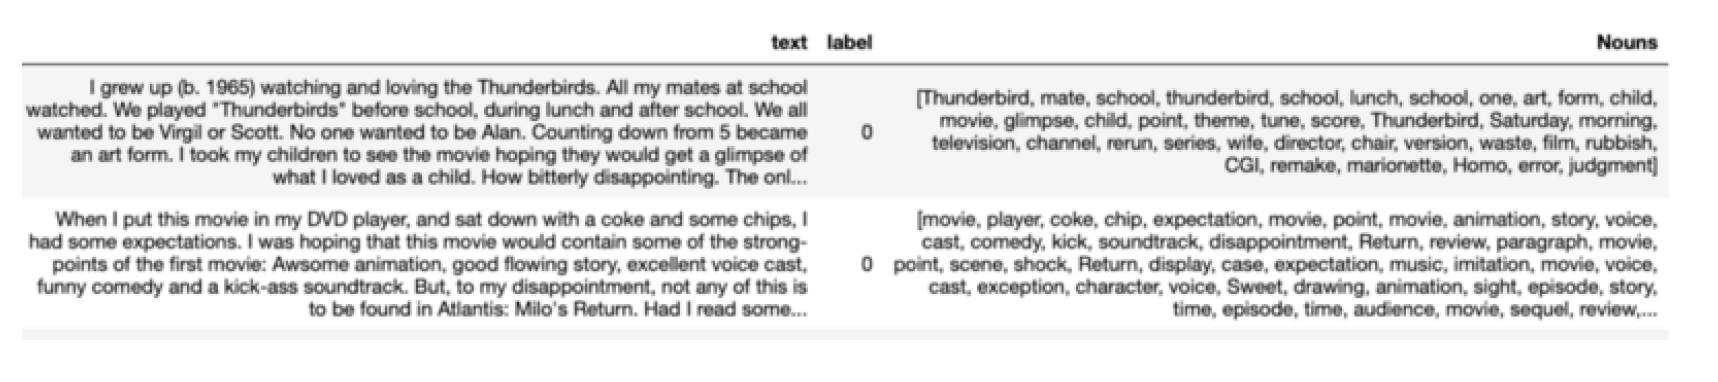 text label Nouns
I grew up (b. 1965) watching and loving the Thunderbirds. All my mates at school
watched. We played "Thunderbirds" before school, during lunch and after school. We all
wanted to be Virgil or Scott. No one wanted to be Alan. Counting down from 5 became
an art form. I took my children to see the movie hoping they would get a glimpse of
what I loved as a child. How bitterly disappointing. The onl...
0
[Thunderbird, mate, school, thunderbird, school, lunch, school, one, art, form, child,
movie, glimpse, child, point, theme, tune, score, Thunderbird, Saturday, morning,
television, channel, rerun, series, wife, director, chair, version, waste, film, rubbish,
CGI, remake, marionette, Homo, error, judgment]
When I put this movie in my DVD player, and sat down with a coke and some chips, I
had some expectations. I was hoping that this movie would contain some of the strong-
points of the first movie: Awsome animation, good flowing story, excellent voice cast,
funny comedy and a kick-ass soundtrack. But, to my disappointment, not any of this is
to be found in Atlantis: Milo's Return. Had I read some...
0
[movie, player, coke, chip, expectation, movie, point, movie, animation, story, voice,
cast, comedy, kick, soundtrack, disappointment, Return, review, paragraph, movie,
point, scene, shock, Return, display, case, expectation, music, imitation, movie, voice,
cast, exception, character, voice, Sweet, drawing, animation, sight, episode, story,
time, episode, time, audience, movie, sequel, review,...